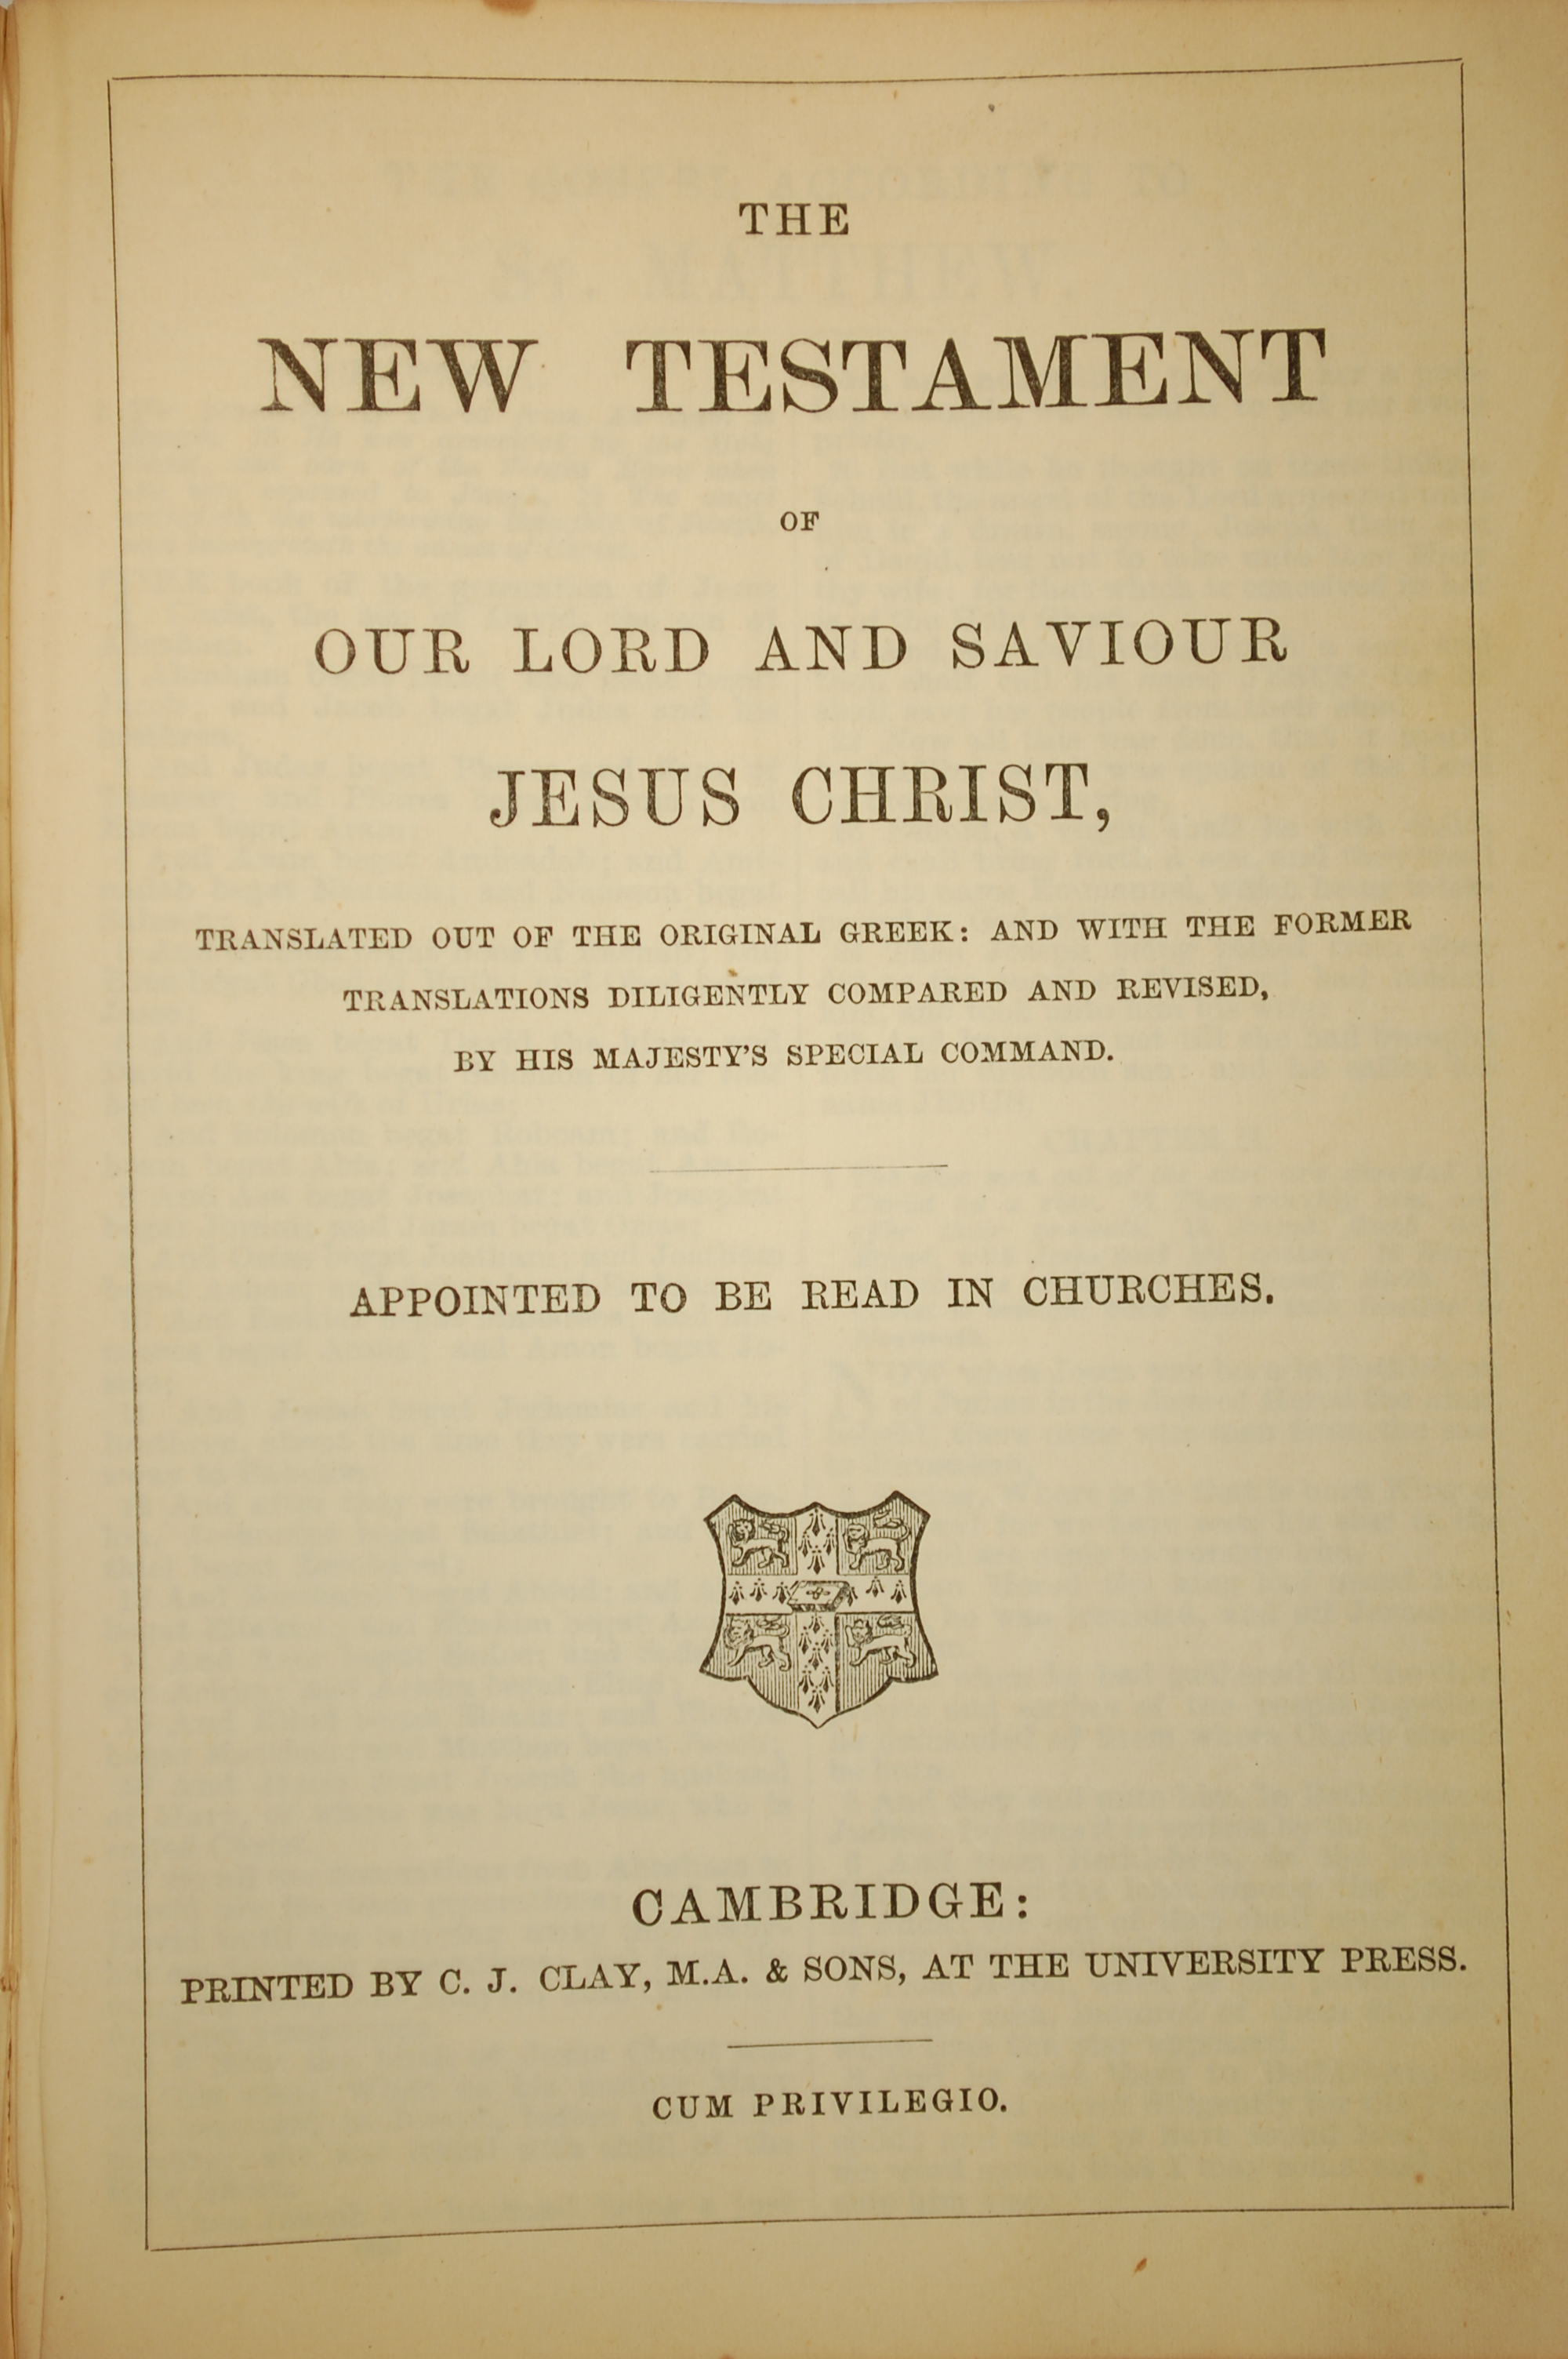 THE
NEW TESTAMENT
OF
OUR LORD AND SAVIOUR
JESUS CHRIST,
TRANSLATED OUT OF THE ORIGINAL GREEK: AND WITH THE FORMER
TRANSLATIONS DILIGENTLY COMPARED AND REVISED,
BY HIS MAJESTY'S SPECIAL COMMAND.
APPOINTED TO BE READ IN CHURCHES.
CAMBRIDGE:
PRINTED BY C. J. CLAY, M.A. & SONS, AT THE UNIVERSITY PRESS.
CUM PRIVILEGIO.